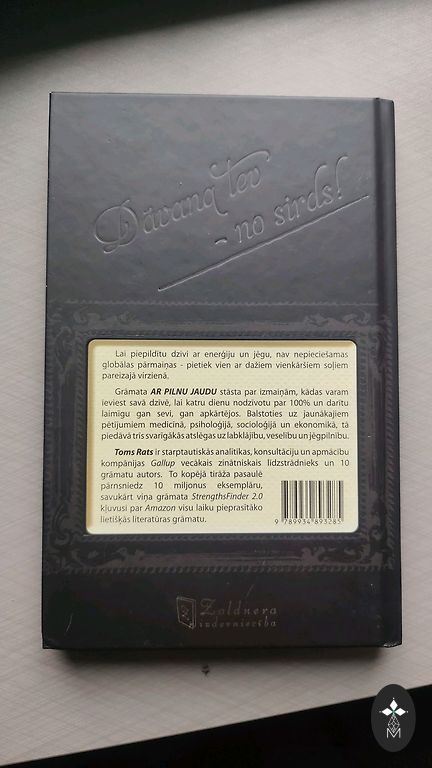 Dāvana tev
- no sirds!
Lai piepildītu dzīvi ar enerģiju un jēgu, nav nepieciešamas
globālas pārmaiņas - pietiek vien ar dažiem vienkāršiem soļiem
pareizajā virzienā.
Grāmata AR PILNU JAUDU stāsta par izmaiņām, kādas varam
ieviest savā dzīvē, lai katru dienu nodzīvotu par 100% un darītu
laimīgu gan sevi, gan apkārtējos. Balstoties uz jaunākajiem
pētījumiem medicīnā, psiholoģijā, socioloģijā un ekonomikā, tā
piedāvā trīs svarīgākās atslēgas uz labklājību, veselību un jēgpilnību.
Toms Rats ir starptautiskās analītikas, konsultāciju un apmācību
kompānijas Gallup vecākais zinātniskais līdzstrādnieks un 10
grāmatu autors. To kopējā tirāža pasaulē
pārnsniedz 10 miljonus eksemplāru,
savukārt viņa grāmata StrengthsFinder 2.0
kļuvusi par Amazon visu laiku pieprasītāko
lietišķās literatūras grāmatu.
9 789934 893285
Zoldnera
izdevniecība
M